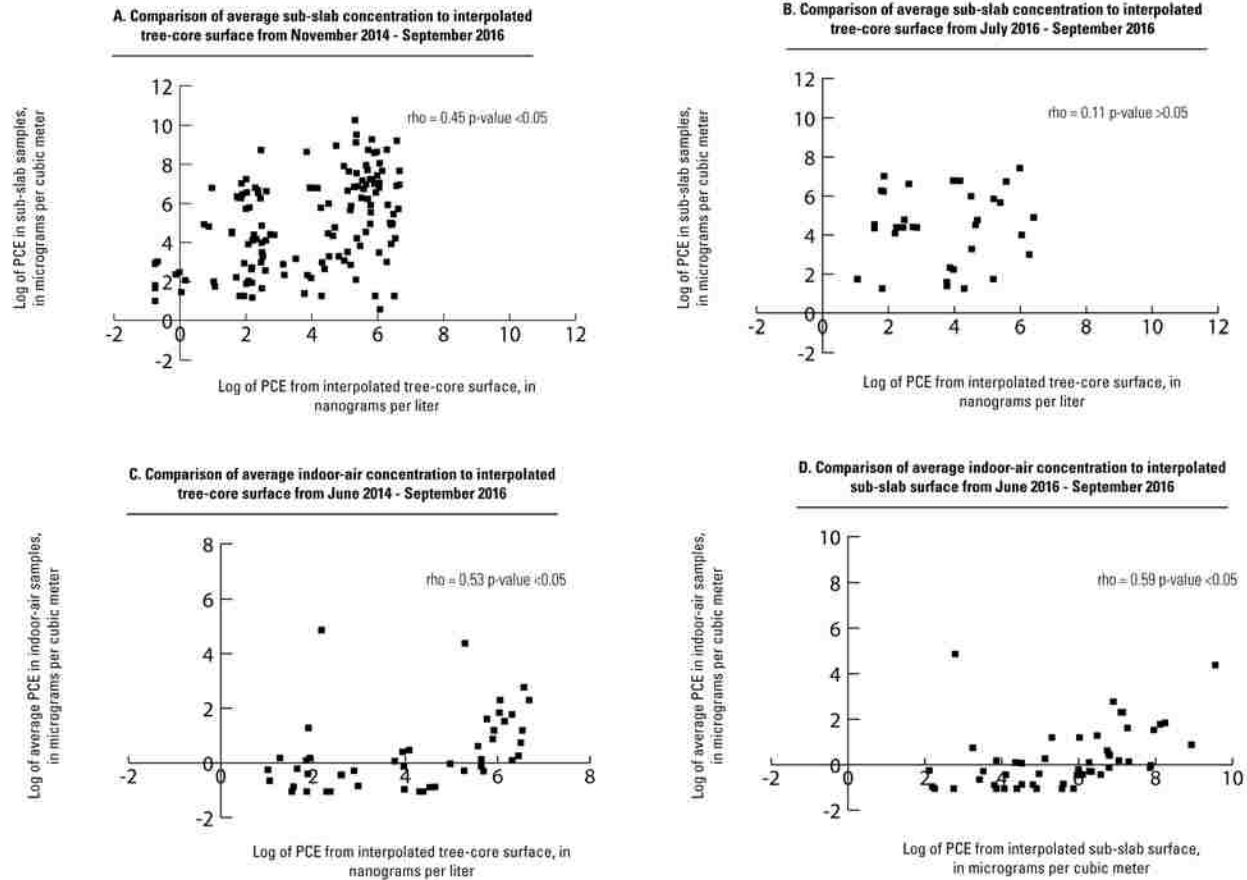 A. Comparison of average sub-slab concentration to interpolated
tree-core surface from November 2014 - September 2016
Log of PCE in sub-slab samples,
in micrograms per cubic meter
12
10
8
6
4
2
0
-2
-2
2
4
6
8
10
12
rho = 0.45 p-value <0.05
Log of PCE from interpolated tree-core surface, in
nanograms per liter
B. Comparison of average sub-slab concentration to interpolated
tree-core surface from July 2016 - September 2016
Log of PCE in sub-slab samples,
in micrograms per cubic meter
12
10
8
6
4
2
0
-2
-2
0
2
4
6
8
10
12
rho = 0.11 p-value >0.05
Log of PCE from interpolated tree-core surface, in
nanograms per liter
C. Comparison of average indoor-air concentration to interpolated
tree-core surface from June 2014 - September 2016
Log of average PCE in indoor-air samples,
in micrograms per cubic meter
8
6
4
2
0
-2
-2
0
2
4
6
8
rho = 0.53 p-value <0.05
Log of PCE from interpolated tree-core surface, in
nanograms per liter
D. Comparison of average indoor-air concentration to interpolated
sub-slab surface from June 2016 - September 2016
Log of average PCE in indoor-air samples,
in micrograms per cubic meter
10
8
6
4
2
0
-2
-2
0
2
4
6
8
10
rho = 0.59 p-value <0.05
Log of PCE from interpolated sub-slab surface,
in micrograms per cubic meter